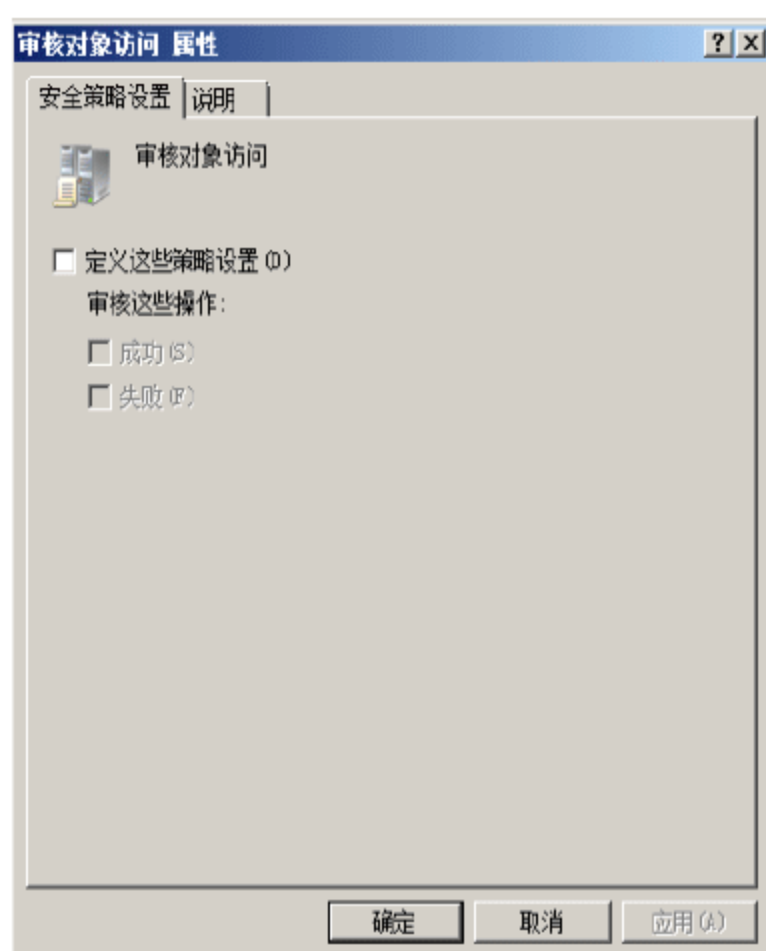 审核对象访问 属性
安全策略设置 说明
审核对象访问
定义这些策略设置(D)
审核这些操作:
成功(S)
失败(F)
确定 取消 应用(A)